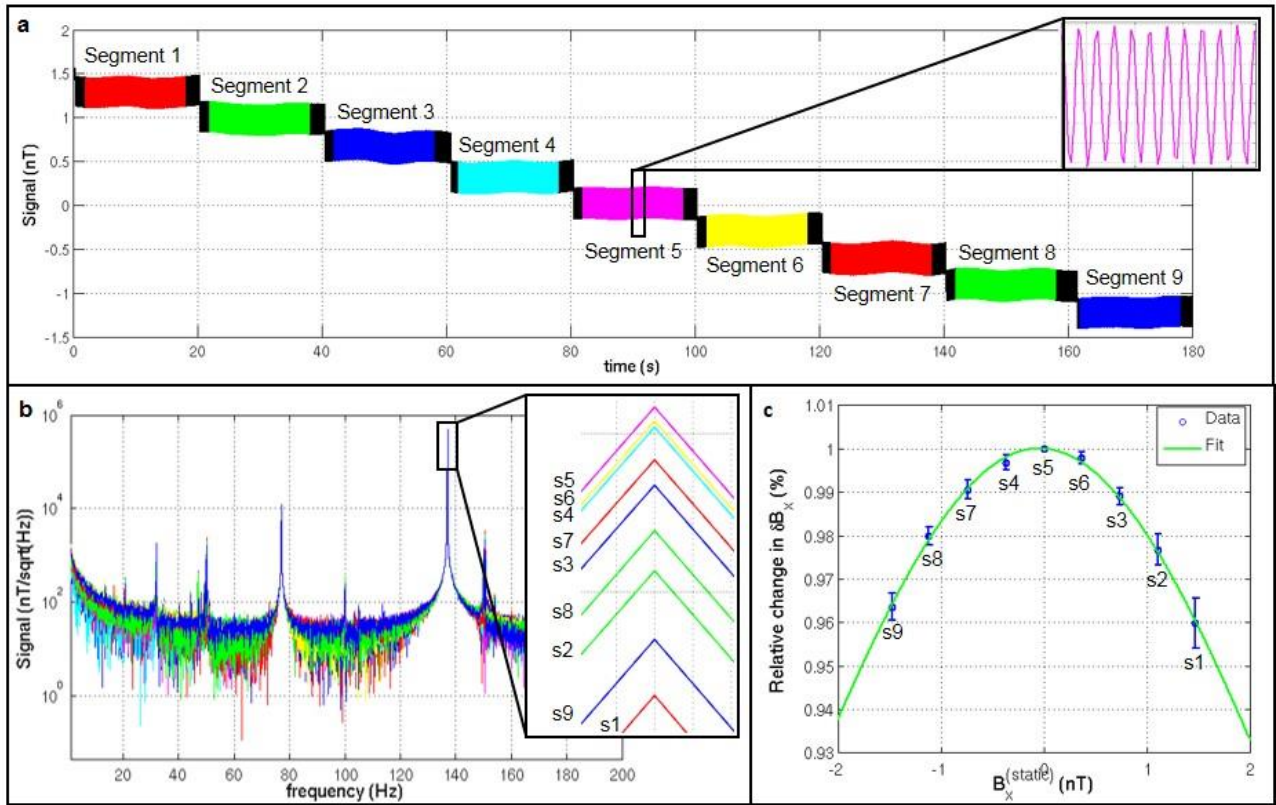 a
2
1.5
1
0.5
0
-0.5
-1
-1.5
Signal (nT)
Segment 1
Segment 2
Segment 3
Segment 4
Segment 5
Segment 6
Segment 7
Segment 8
Segment 9
0 20 40 60 80 100 120 140 160 180
time (s)
b
10^6
10^4
10^2
10^0
Signal (nT/sqrt(Hz))
20 40 60 80 100 120 140 160 200
frequency (Hz)
s5
s6
s4
s7
s3
s8
s2
s9
s1
c
1.01
1
0.99
0.98
0.97
0.96
0.95
0.94
0.93
Relative change in δB_x (%)
Data
Fit
s4
s5
s6
s7
s3
s8
s2
s9
s1
-2 -1 0 1 2
B_x^(static) (nT)